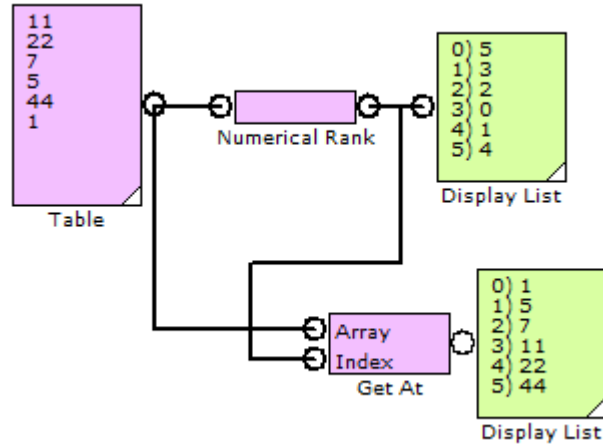 11
22
7
5
44
1
Table
Numerical Rank
0) 5
1) 3
2) 2
3) 0
4) 1
5) 4
Display List
Array
Index
Get At
0) 1
1) 5
2) 7
3) 11
4) 22
5) 44
Display List